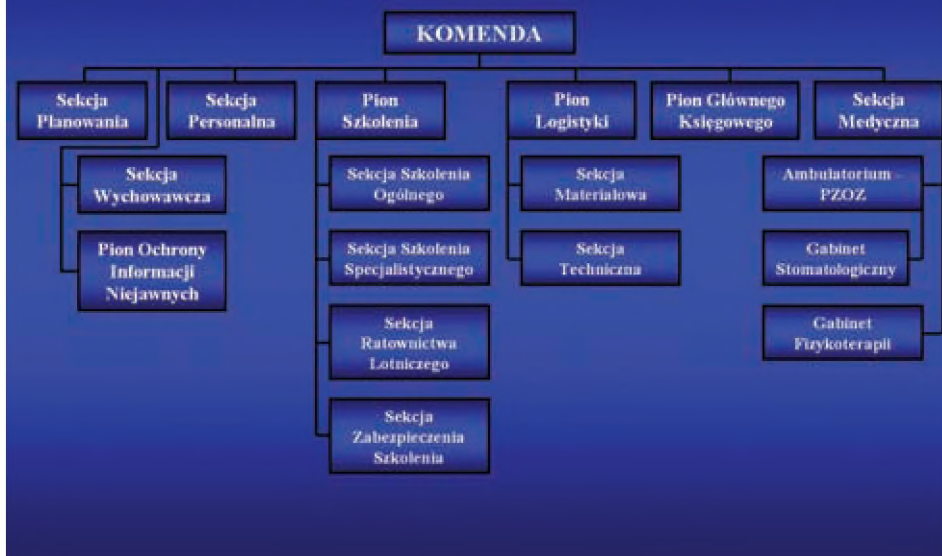 KOMENDA
Sekcja
Planowania
Sekcja
Personalna
Pion
Szkolenia
Pion
Logistyki
Pion Głównego
Księgowego
Sekcja
Medyczna
Sekcja
Wychowawcza
Pion Ochrony
Informacji
Niejawnych
Sekcja Szkolenia
Ogólnego
Sekcja Szkolenia
Specjalistycznego
Sekcja
Ratownictwa
Lotniczego
Sekcja
Zabezpieczenia
Szkolenia
Sekcja
Materiałowa
Sekcja
Techniczna
Ambulatorium -
PZOZ
Gabinet
Stomatologiczny
Gabinet
Fizykoterapii